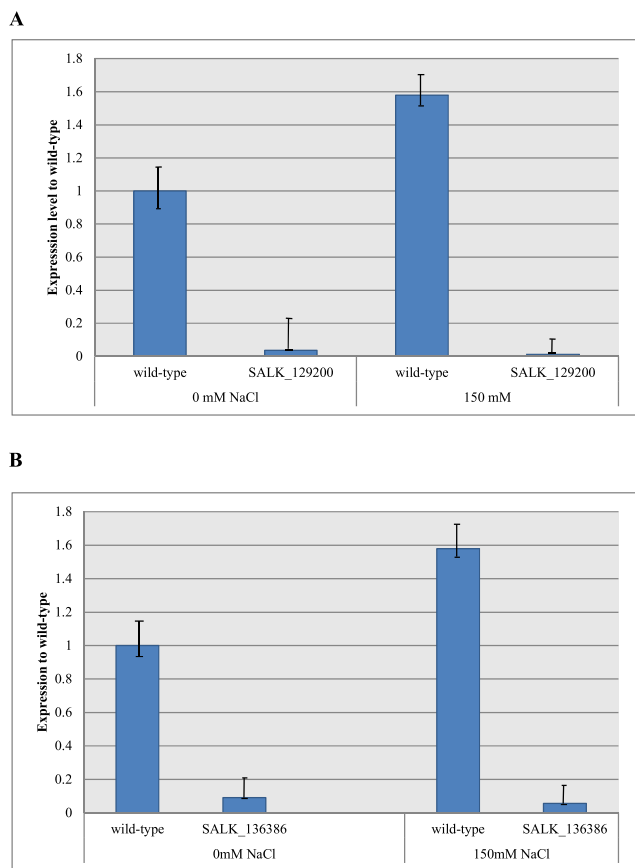 A
Expresssion level to wild-type
1.8
1.6
1.4
1.2
1
0.8
0.6
0.4
0.2
0
wild-type SALK_129200 wild-type SALK_129200
0 mM NaCl 150 mM
B
Expression to wild-type
1.8
1.6
1.4
1.2
1
0.8
0.6
0.4
0.2
0
wild-type SALK_136386 wild-type SALK_136386
0mM NaCl 150mM NaCl